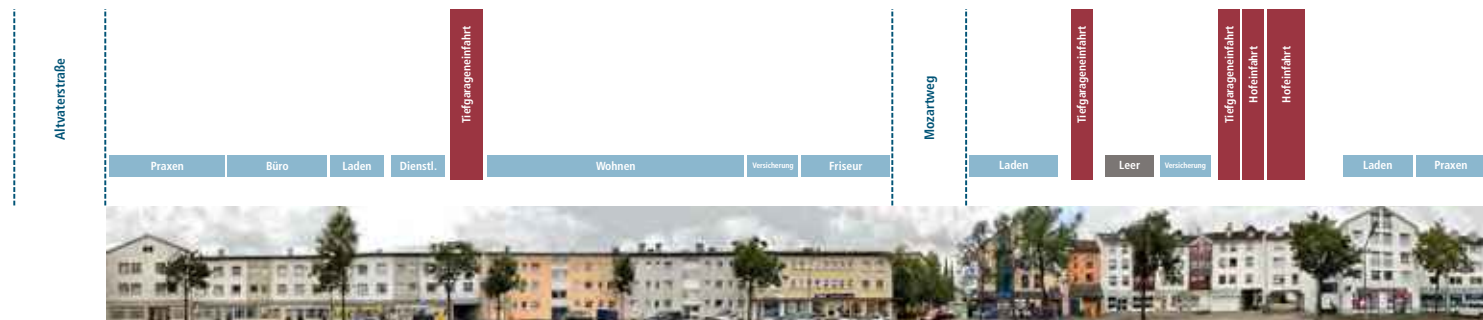 Altvaterstraße
Tiefgarageneinfahrt
Mozartweg
Tiefgarageneinfahrt
Tiefgarageneinfahrt
Hofeinfahrt
Hofeinfahrt
Praxen
Büro
Laden
Dienstl.
Wohnen
Versicherung
Friseur
Laden
Leer
Versicherung
Laden
Praxen